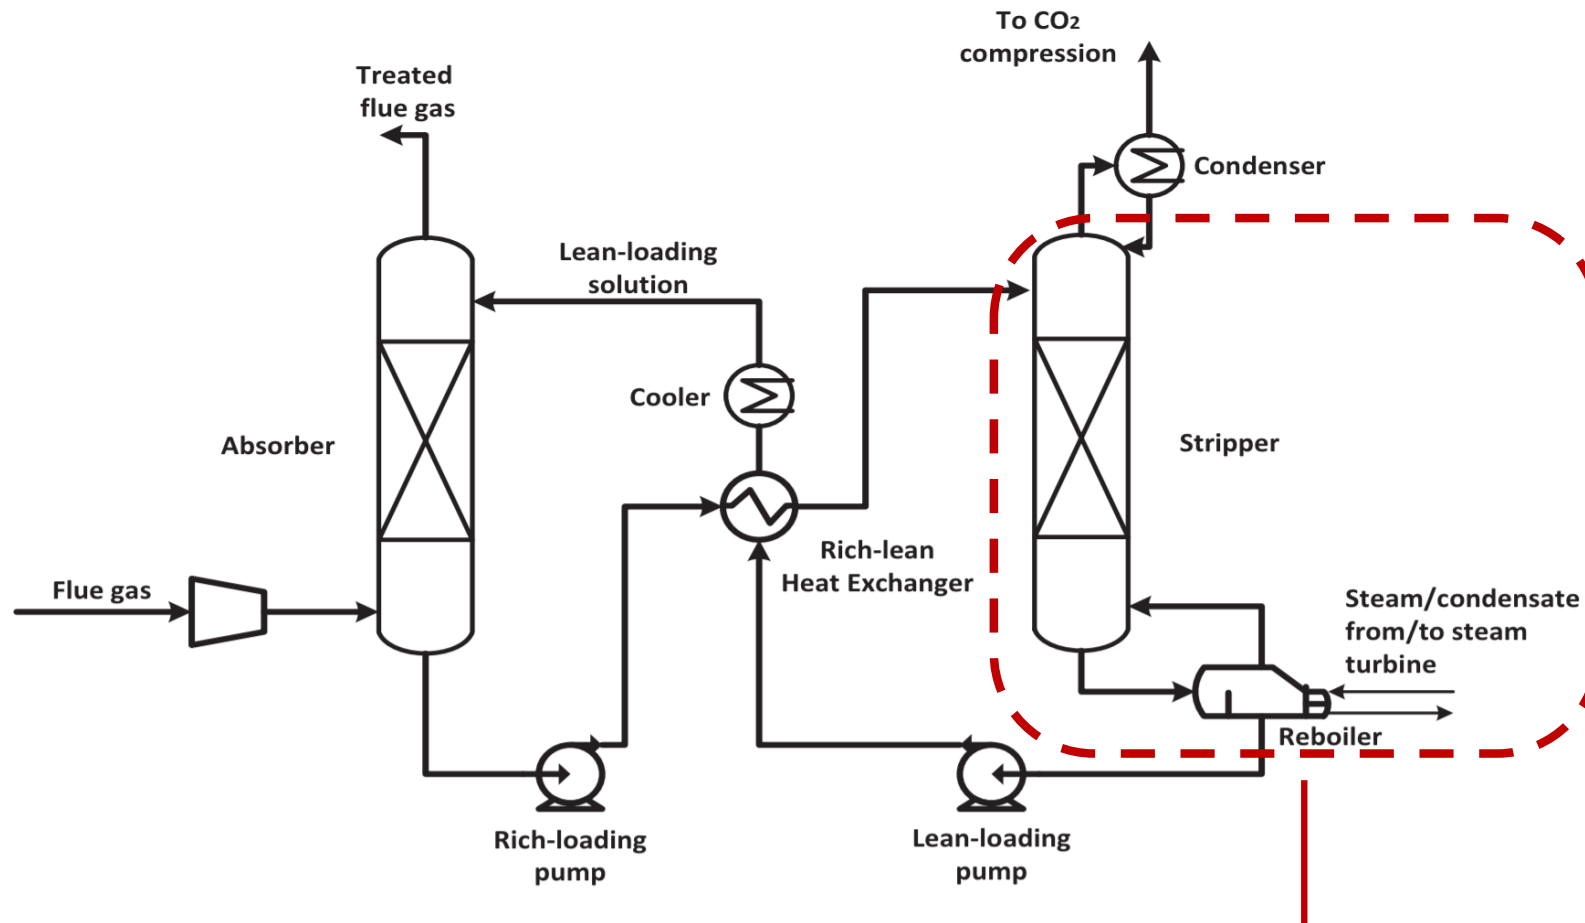 To CO₂
compression
Treated
flue gas
Condenser
Lean-loading
solution
Cooler
Absorber
Stripper
Rich-lean
Heat Exchanger
Flue gas
Steam/condensate
from/to steam
turbine
Reboiler
Rich-loading
pump
Lean-loading
pump